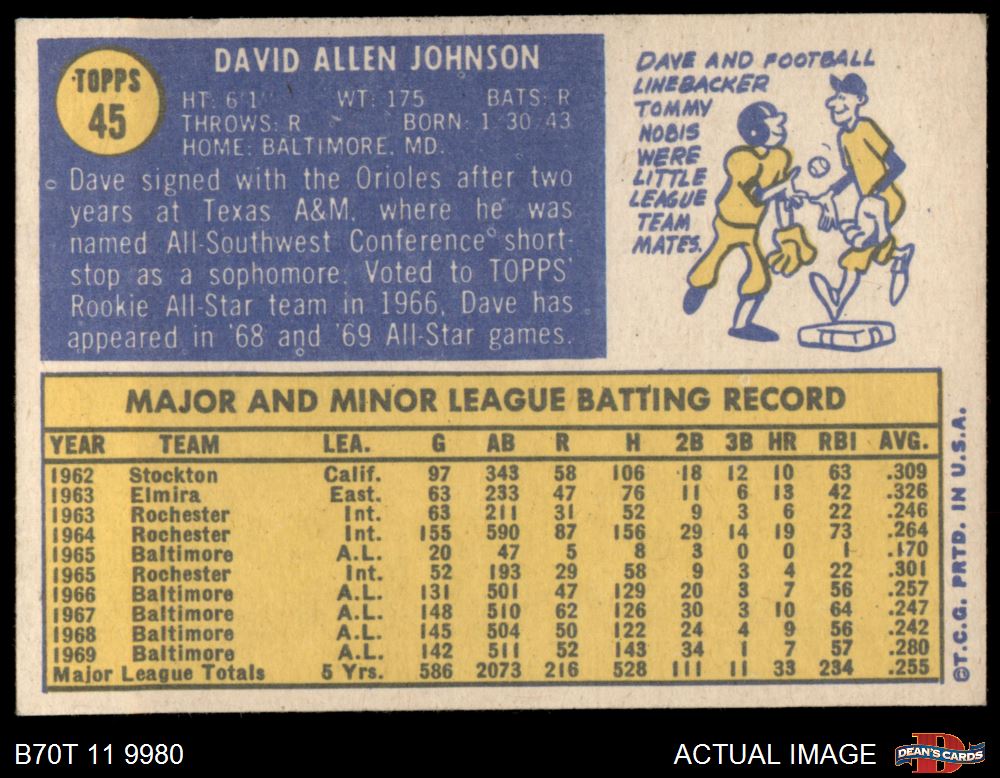 TOPPS
45
DAVID ALLEN JOHNSON
HT: 6'1" WT: 175 BATS: R
THROWS: R BORN: 1-30-43
HOME: BALTIMORE, MD.
Dave signed with the Orioles after two
years at Texas A&M, where he was
named All-Southwest Conference short-
stop as a sophomore. Voted to TOPPS'
Rookie All-Star team in 1966, Dave has
appeared in '68 and '69 All-Star games.
DAVE AND FOOTBALL
LINEBACKER
TOMMY
NOBIS
WERE
LITTLE
LEAGUE
TEAM
MATES.
MAJOR AND MINOR LEAGUE BATTING RECORD
YEAR TEAM LEA. G AB R H 2B 3B HR RBI AVG.
1962 Stockton Calif. 97 343 58 106 18 12 10 63 .309
1963 Elmira East. 63 233 47 76 11 6 13 42 .326
1963 Rochester Int. 63 211 31 52 9 3 6 22 .246
1964 Rochester Int. 155 590 87 156 29 14 19 73 .264
1965 Baltimore A.L. 20 47 5 8 3 0 0 1 .170
1965 Rochester Int. 52 193 29 58 9 3 4 22 .301
1966 Baltimore A.L. 131 501 47 129 20 3 7 56 .257
1967 Baltimore A.L. 148 510 62 126 30 3 10 64 .247
1968 Baltimore A.L. 145 504 50 122 24 4 9 56 .242
1969 Baltimore A.L. 142 511 52 143 34 1 7 57 .280
Major League Totals 5 Yrs. 586 2073 216 528 111 11 33 234 .255
©T.C.G. PRTD. IN U.S.A.
B70T 11 9980
ACTUAL IMAGE
DEAN'S CARDS